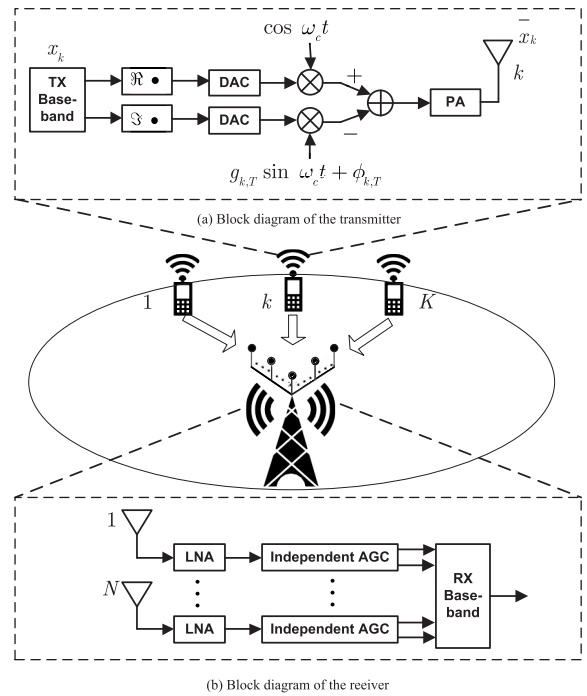 cos ω_c t
x_k
x̄_k
TX
Base-
band
ℜ •
DAC
+
k
PA
ℑ •
DAC
−
g_{k,T} sin ω_c t + ϕ_{k,T}
(a) Block diagram of the transmitter
1
k
K
1
LNA
Independent AGC
RX
Base-
band
N
LNA
Independent AGC
(b) Block diagram of the reeiver